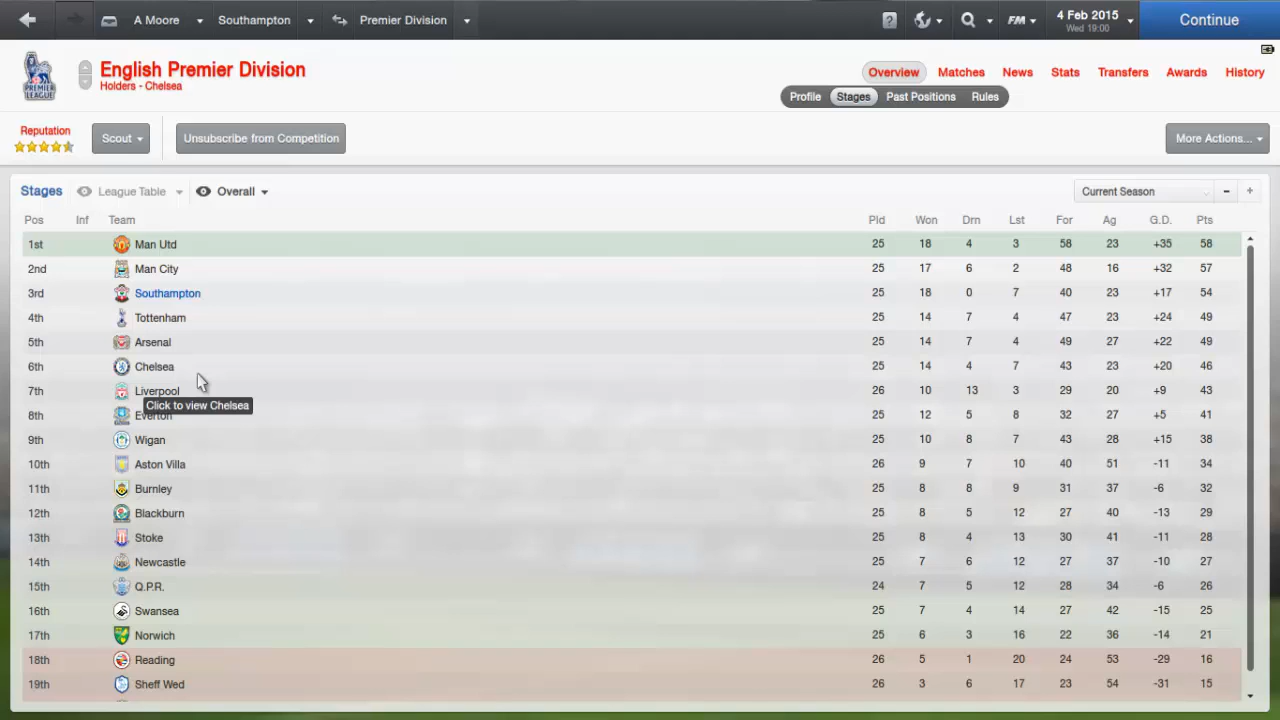 A Moore Southampton Premier Division ? FM 4 Feb 2015 Continue
Wed 19:00
English Premier Division
Holders - Chelsea
Overview Matches News Stats Transfers Awards History
Profile Stages Past Positions Rules
PREMIER LEAGUE
Reputation
Scout Unsubscribe from Competition More Actions...
Stages League Table Overall Current Season - +
Pos Inf Team Pld Won Drn Lst For Ag G.D. Pts
1st Man Utd 25 18 4 3 58 23 +35 58
2nd Man City 25 17 6 2 48 16 +32 57
3rd Southampton 25 18 0 7 40 23 +17 54
4th Tottenham 25 14 7 4 47 23 +24 49
5th Arsenal 25 14 7 4 49 27 +22 49
6th Chelsea 25 14 4 7 43 23 +20 46
7th Liverpool 26 10 13 3 29 20 +9 43
Click to view Chelsea
8th Everton 25 12 5 8 32 27 +5 41
9th Wigan 25 10 8 7 43 28 +15 38
10th Aston Villa 26 9 7 10 40 51 -11 34
11th Burnley 25 8 8 9 31 37 -6 32
12th Blackburn 25 8 5 12 27 40 -13 29
13th Stoke 25 8 4 13 30 41 -11 28
14th Newcastle 25 7 6 12 27 37 -10 27
15th Q.P.R. 24 7 5 12 28 34 -6 26
16th Swansea 25 7 4 14 27 42 -15 25
17th Norwich 25 6 3 16 22 36 -14 21
18th Reading 26 5 1 20 24 53 -29 16
19th Sheff Wed 26 3 6 17 23 54 -31 15